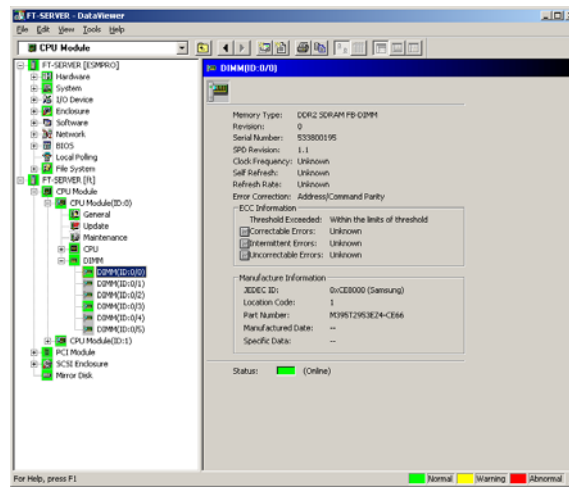 FT-SERVER - DataViewer
File Edit View Tools Help
CPU Module
FT-SERVER [ESMPRO]
Hardware
System
I/O Device
Enclosure
Software
Network
BIOS
Local Polling
File System
FT-SERVER [ft]
CPU Module
CPU Module(ID:0)
General
Update
Maintenance
CPU
DIMM
DIMM(ID:0/0)
DIMM(ID:0/1)
DIMM(ID:0/2)
DIMM(ID:0/3)
DIMM(ID:0/4)
DIMM(ID:0/5)
CPU Module(ID:1)
PCI Module
SCSI Enclosure
Mirror Disk
DIMM(ID:0/0)
Memory Type: DDR2 SDRAM FB-DIMM
Revision: 0
Serial Number: 533800195
SPD Revision: 1.1
Clock Frequency: Unknown
Self Refresh: Unknown
Refresh Rate: Unknown
Error Correction: Address/Command Parity
ECC Information
Threshold Exceeded: Within the limits of threshold
Correctable Errors: Unknown
Intermittent Errors: Unknown
Uncorrectable Errors: Unknown
Manufacture Information
JEDEC ID: 0xCE8000 (Samsung)
Location Code: 1
Part Number: M395T2953EZ4-CE66
Manufactured Date: --
Specific Data: --
Status: (Online)
For Help, press F1
Normal Warning Abnormal